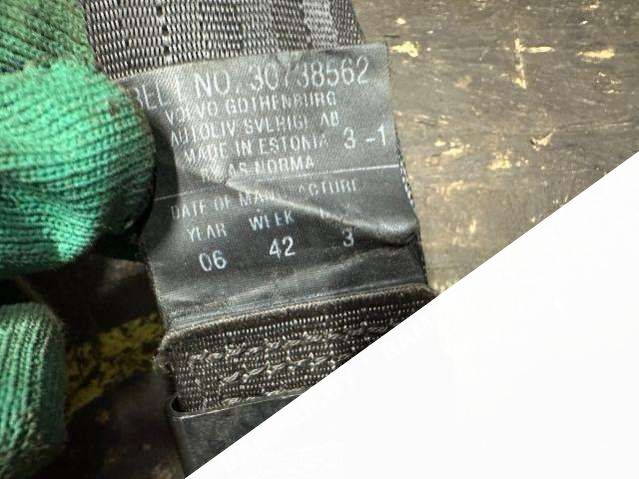 NO. 30738562
VOLVO GOTHENBURG
AUTOLIV SVERIGE AB
MADE IN ESTONIA 3-1
AS NORMA
DATE OF MANUFACTURE
YEAR WEEK
06 42 3